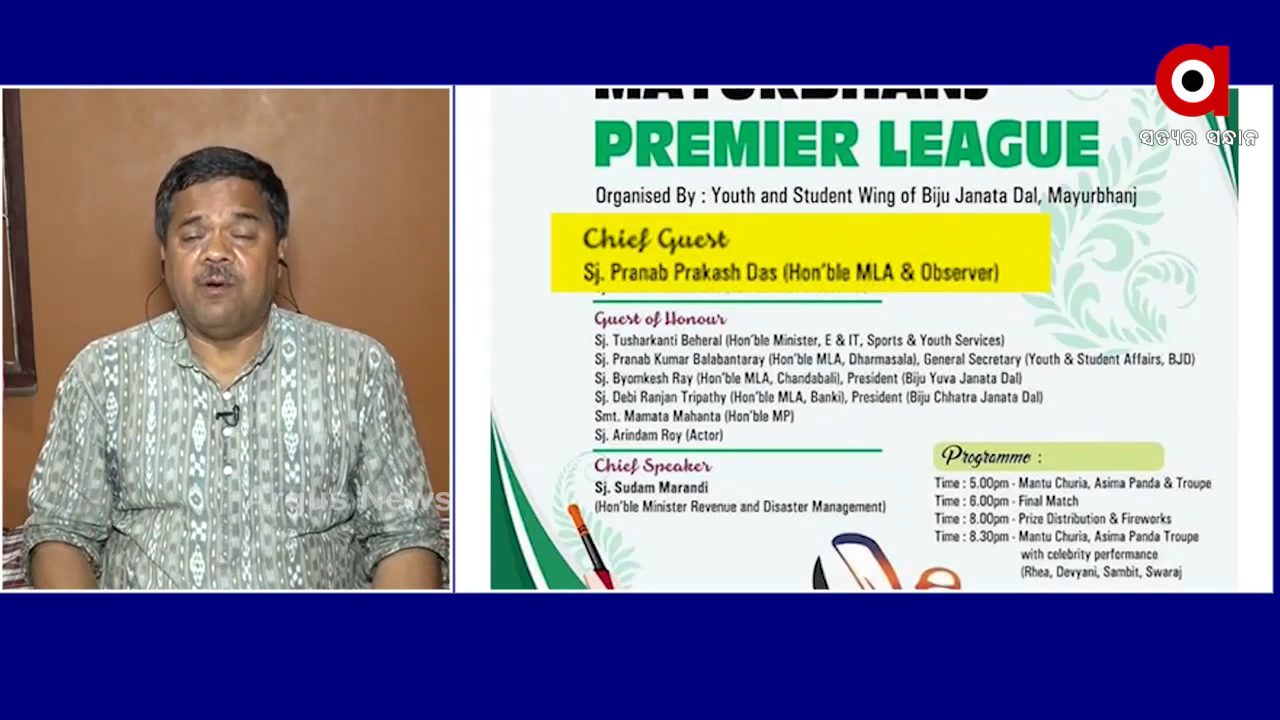 ସତ୍ୟର ସନ୍ଧାନ
MAYURBHANJ
PREMIER LEAGUE
Organised By : Youth and Student Wing of Biju Janata Dal, Mayurbhanj
Chief Guest
Sj. Pranab Prakash Das (Hon'ble MLA & Observer)
Guest of Honour
Sj. Tusharkanti Beheral (Hon'ble Minister, E & IT, Sports & Youth Services)
Sj. Pranab Kumar Balabantaray (Hon'ble MLA, Dharmasala), General Secretary (Youth & Student Affairs, BJD)
Sj. Byomkesh Ray (Hon'ble MLA, Chandabali), President (Biju Yuva Janata Dal)
Sj. Debi Ranjan Tripathy (Hon'ble MLA, Banki), President (Biju Chhatra Janata Dal)
Smt. Mamata Mahanta (Hon'ble MP)
Sj. Arindam Roy (Actor)
Chief Speaker
Sj. Sudam Marandi
(Hon'ble Minister Revenue and Disaster Management)
Programme :
Time : 5.00pm - Mantu Churia, Asima Panda & Troupe
Time : 6.00pm - Final Match
Time : 8.00pm - Prize Distribution & Fireworks
Time : 8.30pm - Mantu Churia, Asima Panda Troupe
with celebrity performance
(Rhea, Devyani, Sambit, Swaraj
Argus News